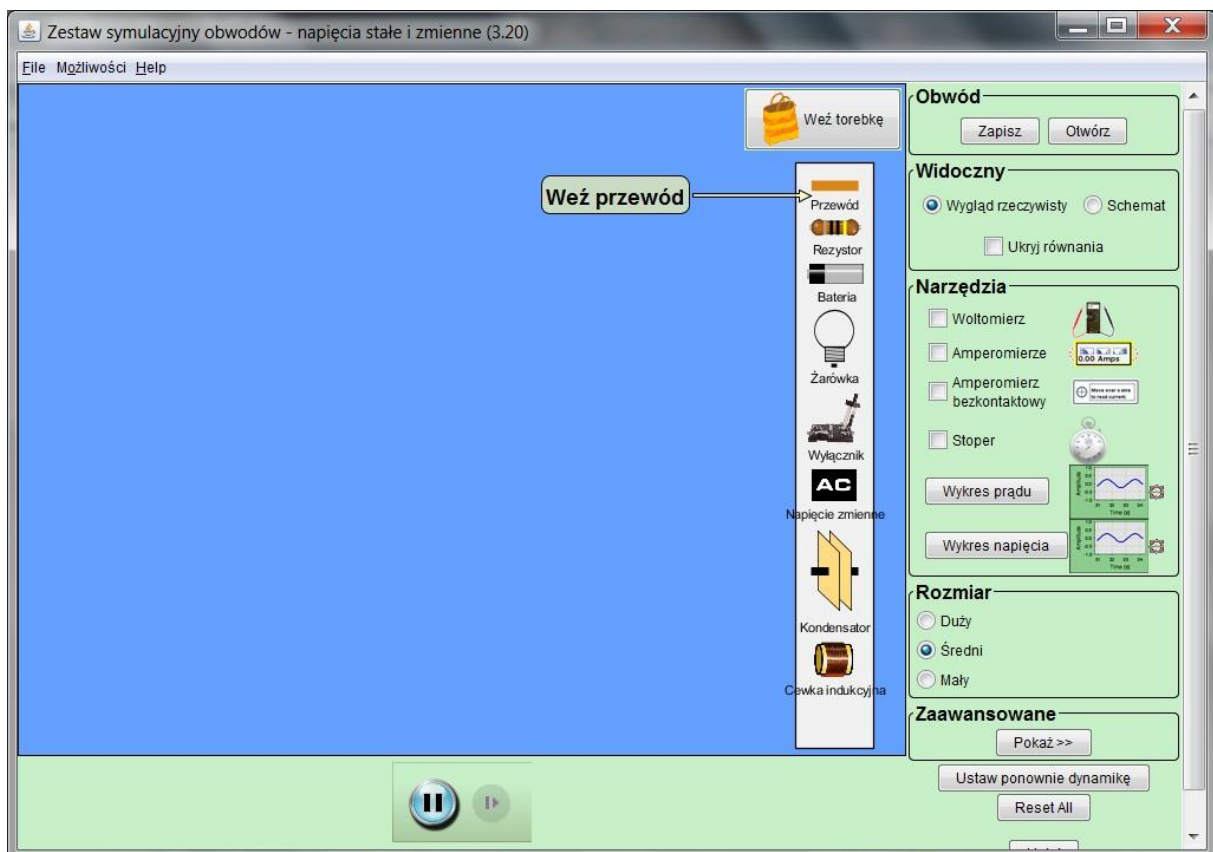 Zestaw symulacyjny obwodów - napięcia stałe i zmienne (3.20)
File Możliwości Help
Weź torebkę
Weź przewód
Przewód
Rezystor
Bateria
Żarówka
Wyłącznik
AC
Napięcie zmienne
Kondensator
Cewka indukcyjna
Obwód
Zapisz Otwórz
Widoczny
Wygląd rzeczywisty Schemat
Ukryj równania
Narzędzia
Woltomierz
Amperomierze
0.00 Amps
Amperomierz
bezkontaktowy
Stoper
Wykres prądu
Wykres napięcia
Rozmiar
Duży
Średni
Mały
Zaawansowane
Pokaż >>
Ustaw ponownie dynamikę
Reset All